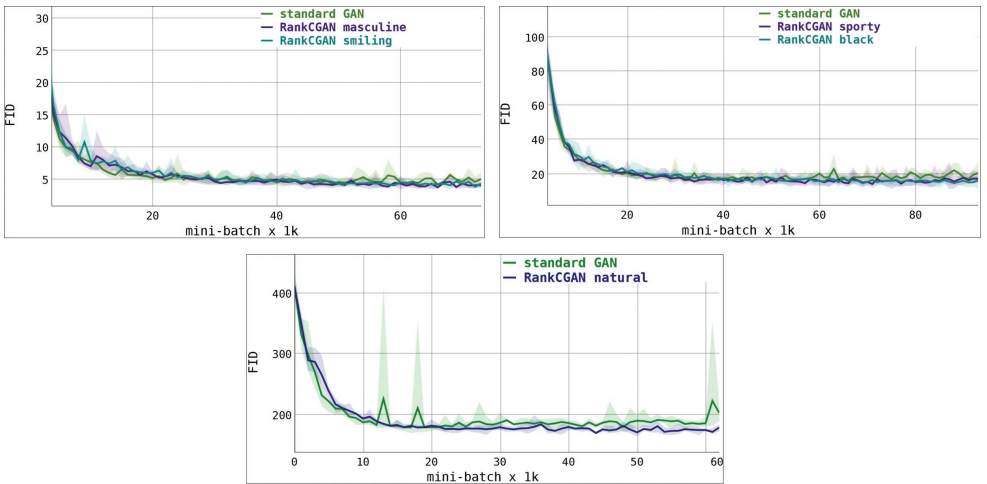 standard GAN
RankCGAN masculine
RankCGAN smiling
30
25
20
15
10
5
FID
20 40 60
mini-batch x 1k
standard GAN
RankCGAN sporty
RankCGAN black
100
80
60
40
20
FID
20 40 60 80
mini-batch x 1k
standard GAN
RankCGAN natural
400
300
200
FID
0 10 20 30 40 50 60
mini-batch x 1k